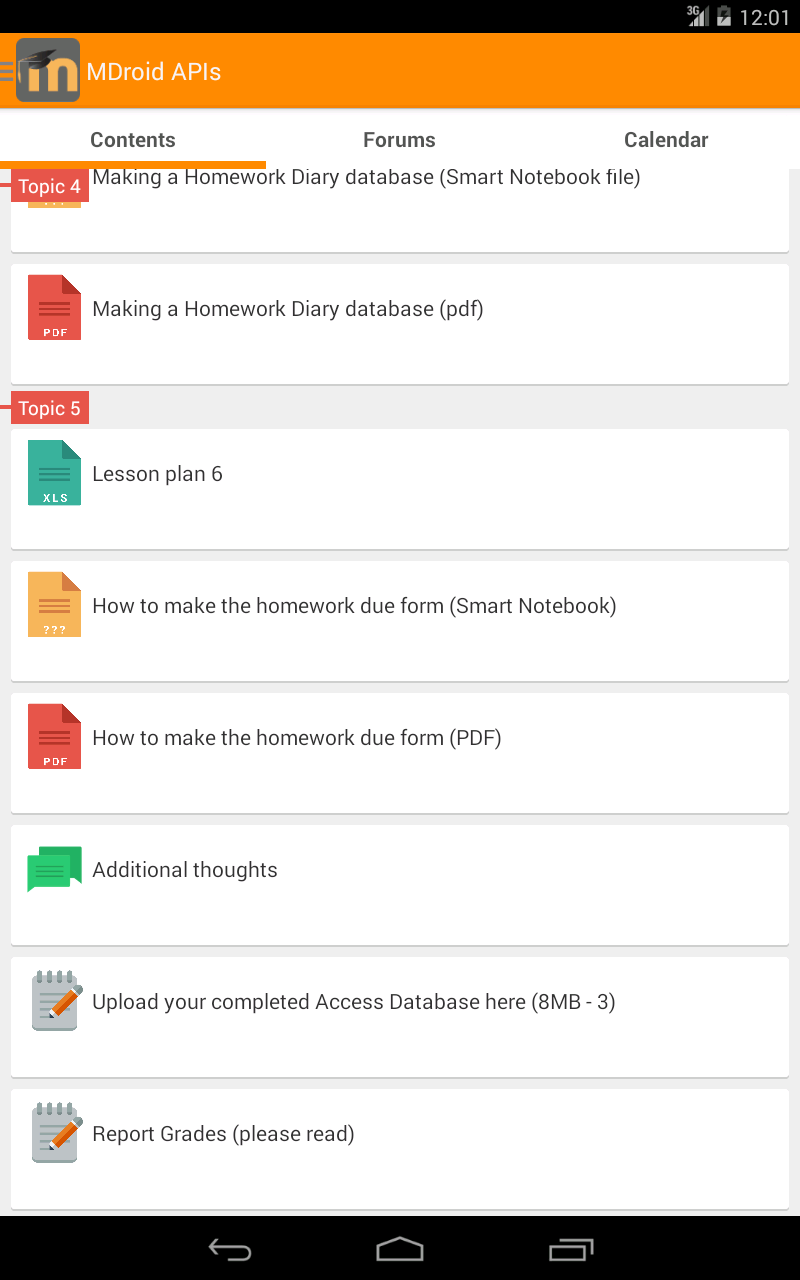 3G 12:01
m MDroid APIs
Contents Forums Calendar
Topic 4
Making a Homework Diary database (Smart Notebook file)
???
Making a Homework Diary database (pdf)
PDF
Topic 5
Lesson plan 6
XLS
How to make the homework due form (Smart Notebook)
???
How to make the homework due form (PDF)
PDF
Additional thoughts
Upload your completed Access Database here (8MB - 3)
Report Grades (please read)